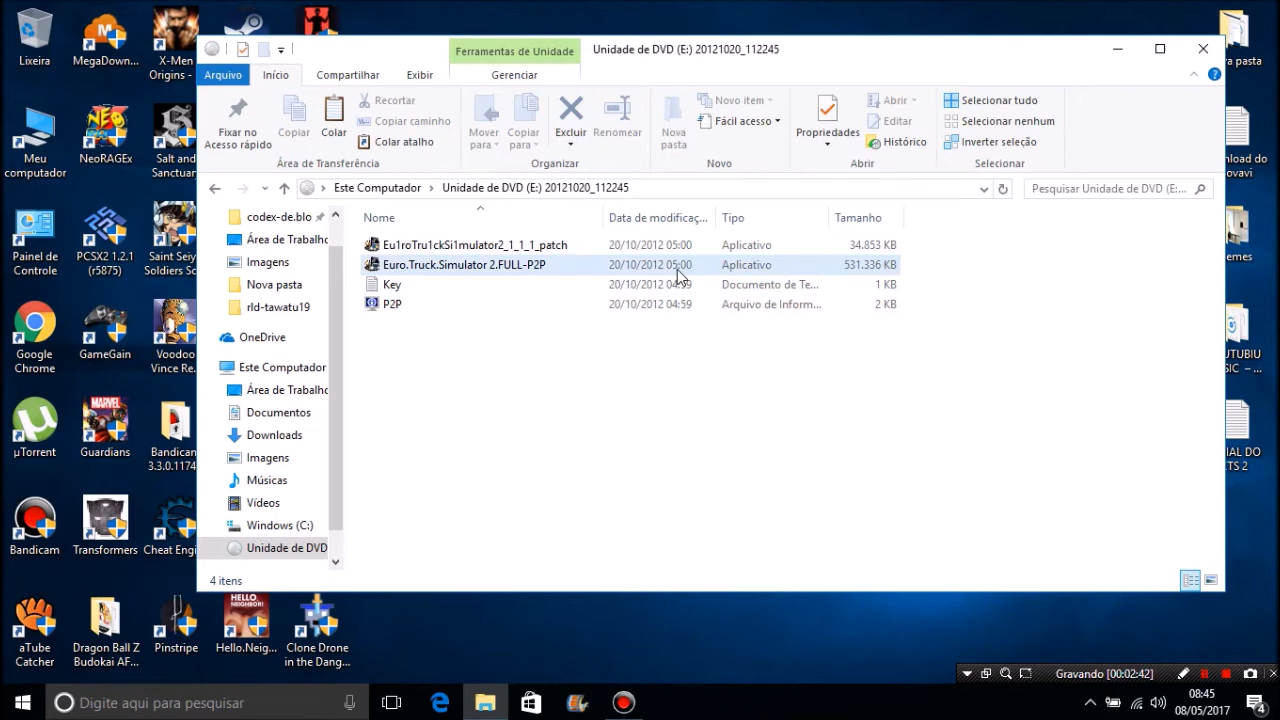 Ferramentas de Unidade
Unidade de DVD (E:) 20121020_112245
Arquivo
Início
Compartilhar
Exibir
Gerenciar
Fixar no
Acesso rápido
Copiar
Colar
Recortar
Copiar caminho
Colar atalho
Área de Transferência
Mover
para
Copiar
para
Excluir
Renomear
Organizar
Nova
pasta
Novo item
Fácil acesso
Novo
Propriedades
Abrir
Editar
Histórico
Abrir
Selecionar tudo
Selecionar nenhum
Inverter seleção
Selecionar
Este Computador
Unidade de DVD (E:) 20121020_112245
Pesquisar Unidade de DVD (E:...
Nome
Data de modificaç...
Tipo
Tamanho
Eu1roTru1ckSi1mulator2_1_1_1_patch 20/10/2012 05:00 Aplicativo 34.853 KB
Euro.Truck.Simulator 2.FULL-P2P 20/10/2012 05:00 Aplicativo 531.336 KB
Key 20/10/2012 04:59 Documento de Te... 1 KB
P2P 20/10/2012 04:59 Arquivo de Inform... 2 KB
codex-de.blo
Área de Trabalho
Imagens
Nova pasta
rld-tawatu19
OneDrive
Este Computador
Área de Trabalho
Documentos
Downloads
Imagens
Músicas
Vídeos
Windows (C:)
Unidade de DVD
4 itens
Lixeira
MegaDown...
X-Men
Origins -
Meu
computador
NeoRAGEx
Salt and
Sanctuar
Painel de
Controle
PCSX2 1.2.1
(r5875)
Saint Sei
Soldiers So
Google
Chrome
GameGain
Voodoo
Vince Re.
µTorrent
MARVEL
Guardians
Bandicam
3.3.0.1174
Bandicam
Transformers
Cheat Engi
aTube
Catcher
Dragon Ball Z
Budokai AF...
Pinstripe
HELLO,
NEIGHBOR!
Hello.Neig...
Clone Drone
in the Dang...
va pasta
nload do
ovavi
emes
UTUBIU
SIC – ...
IAL DO
TS 2
Gravando [00:02:42]
Digite aqui para pesquisar
08:45
08/05/2017
4